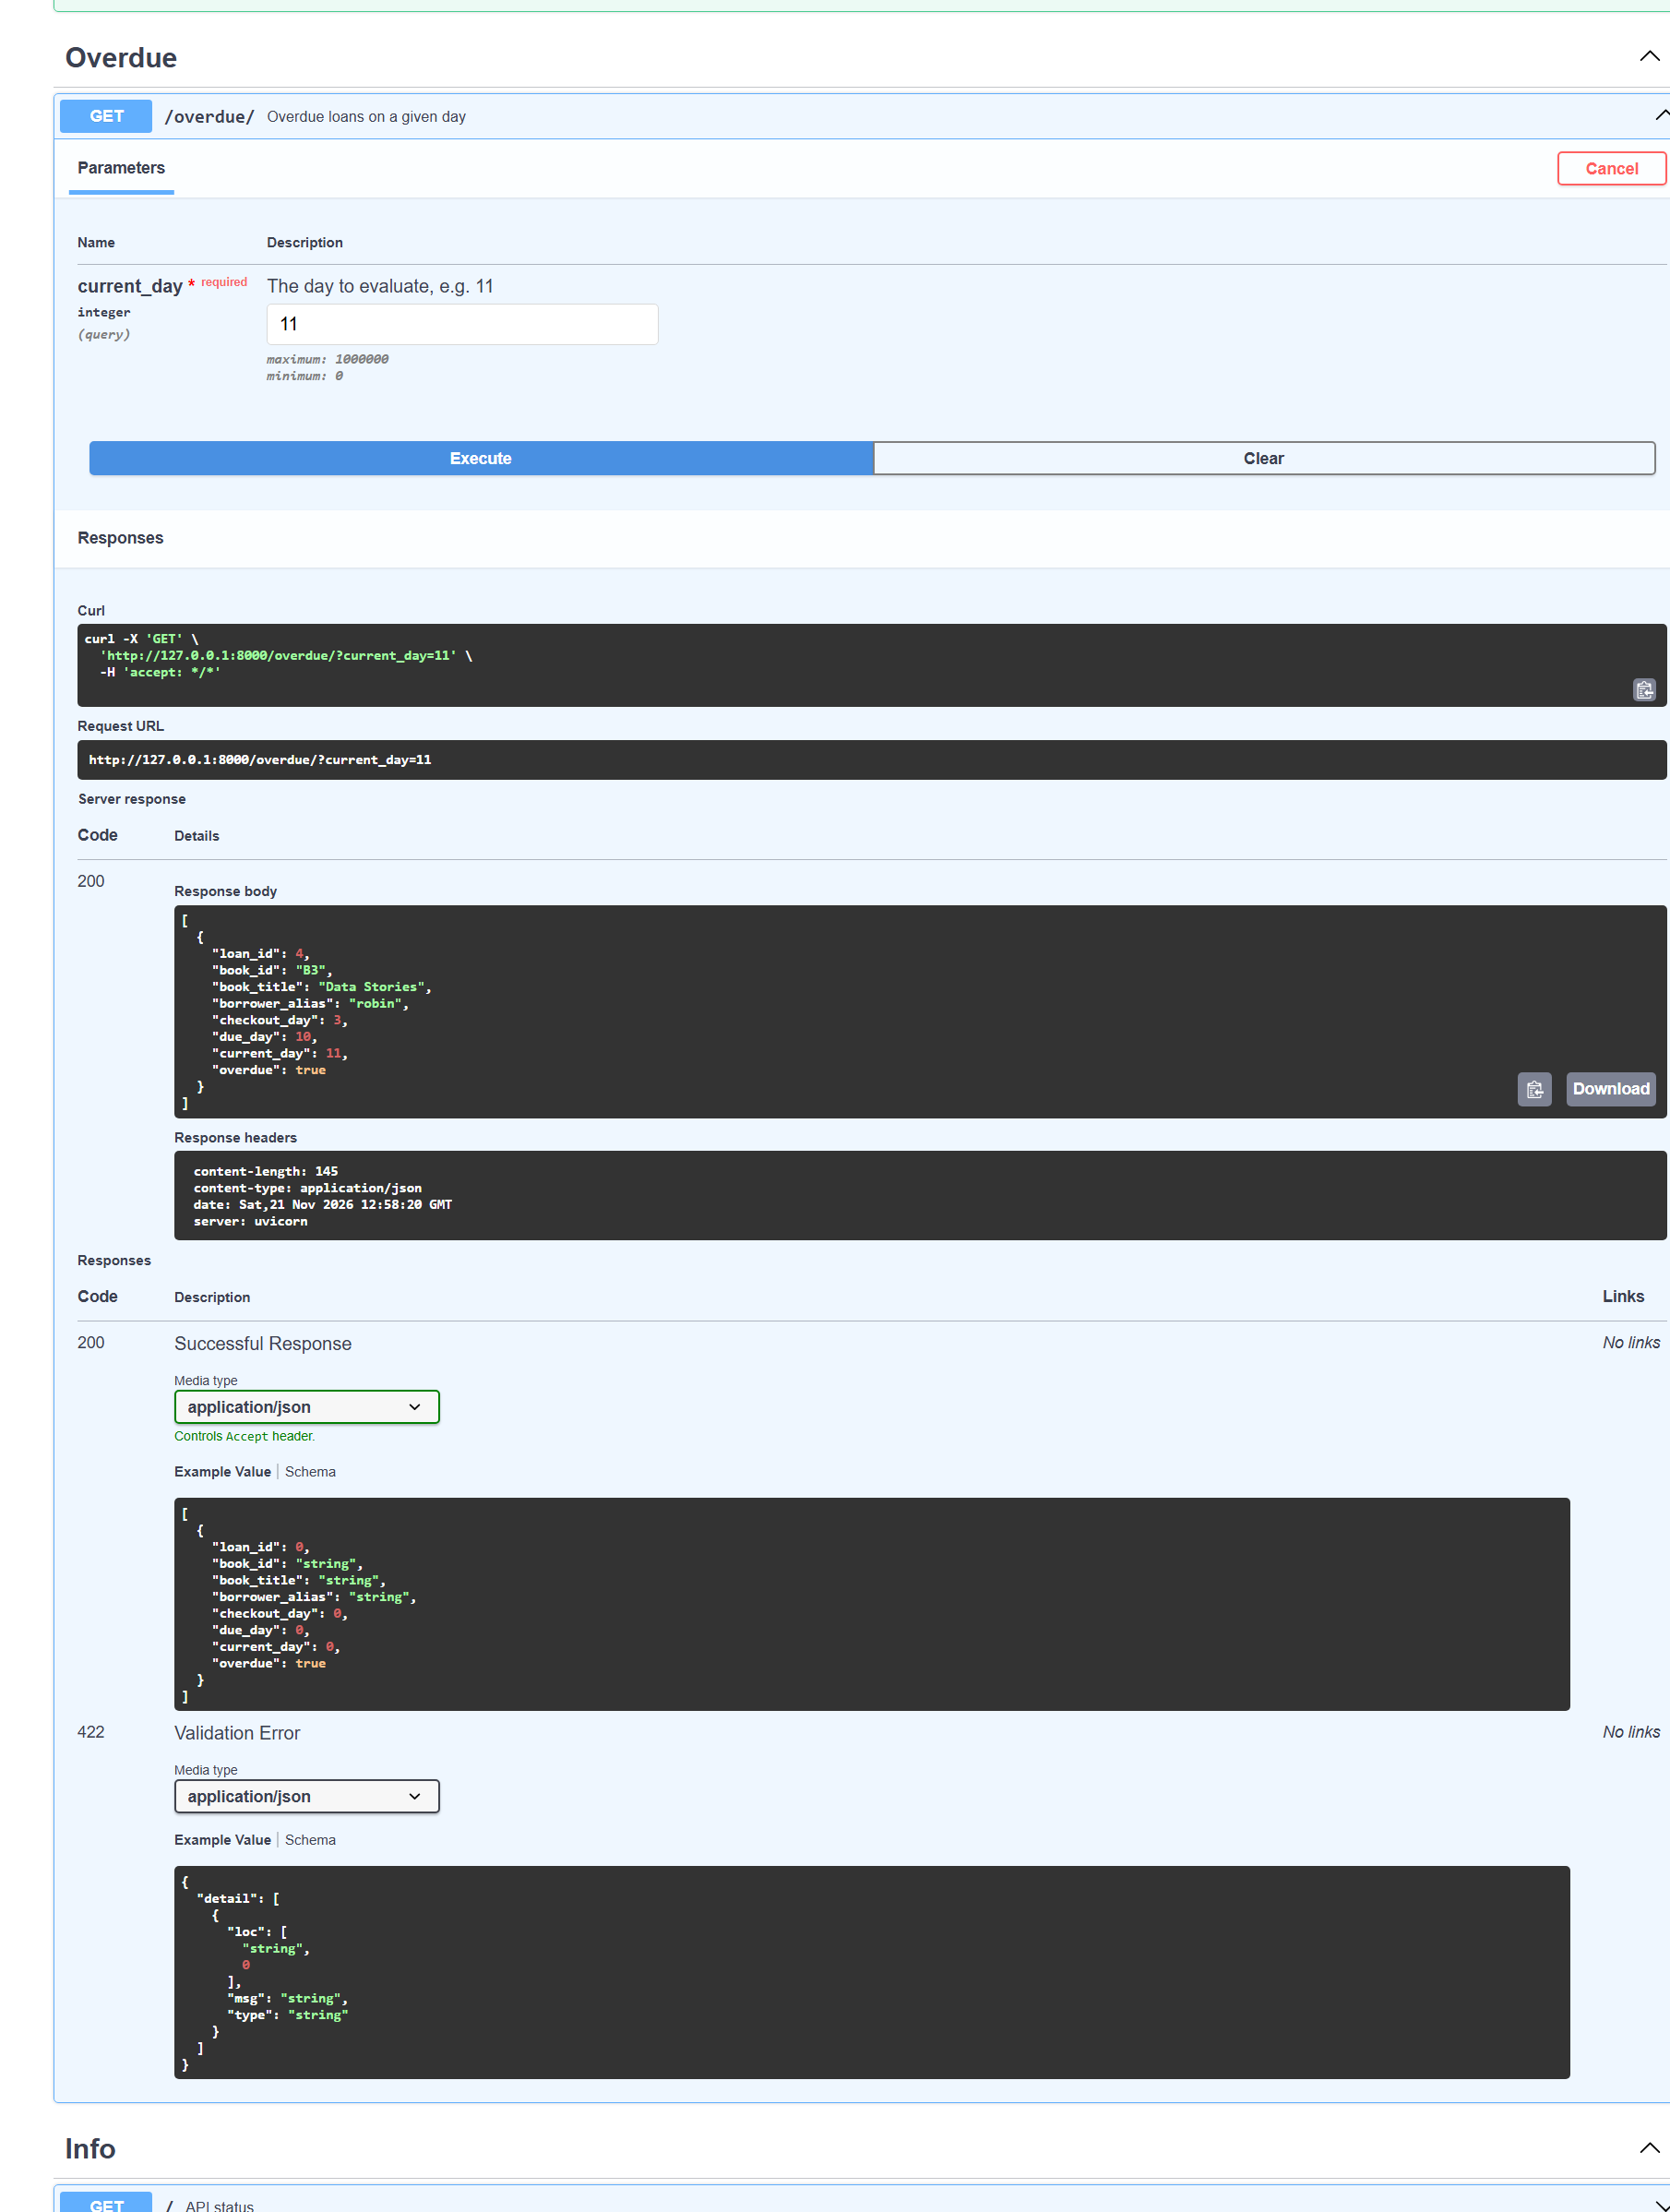 Overdue
GET /overdue/ Overdue loans on a given day
Parameters
Cancel
Name Description
current_day * required The day to evaluate, e.g. 11
integer
11
(query)
maximum: 1000000
minimum: 0
Execute Clear
Responses
Curl
curl -X 'GET' \
  'http://127.0.0.1:8000/overdue/?current_day=11' \
  -H 'accept: */*'
Request URL
http://127.0.0.1:8000/overdue/?current_day=11
Server response
Code Details
200
Response body
[
  {
    "loan_id": 4,
    "book_id": "B3",
    "book_title": "Data Stories",
    "borrower_alias": "robin",
    "checkout_day": 3,
    "due_day": 10,
    "current_day": 11,
    "overdue": true
  }
]
Download
Response headers
content-length: 145
content-type: application/json
date: Sat,21 Nov 2026 12:58:20 GMT
server: uvicorn
Responses
Code Description Links
200 Successful Response No links
Media type
application/json
Controls Accept header.
Example Value | Schema
[
  {
    "loan_id": 0,
    "book_id": "string",
    "book_title": "string",
    "borrower_alias": "string",
    "checkout_day": 0,
    "due_day": 0,
    "current_day": 0,
    "overdue": true
  }
]
422 Validation Error No links
Media type
application/json
Example Value | Schema
{
  "detail": [
    {
      "loc": [
        "string",
        0
      ],
      "msg": "string",
      "type": "string"
    }
  ]
}
Info
GET / API status